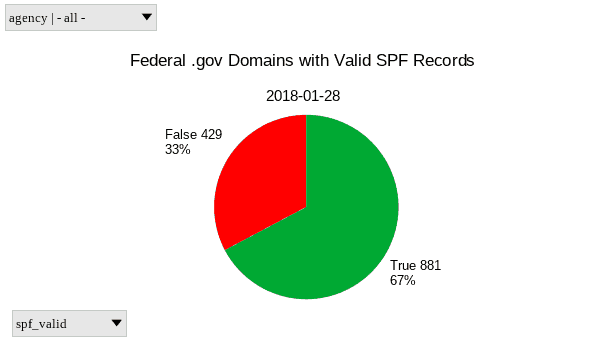 agency | - all -
Federal .gov Domains with Valid SPF Records
2018-01-28
False 429
33%
True 881
67%
spf_valid